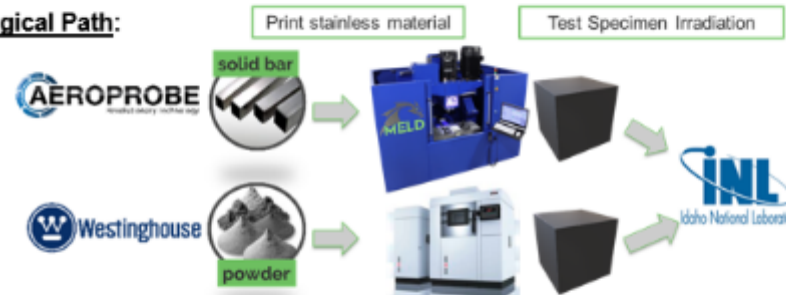 gical Path:
Print stainless material
Test Specimen Irradiation
solid bar
AEROPROBE
MELD
INL
Idaho National Laborat
W Westinghouse
powder